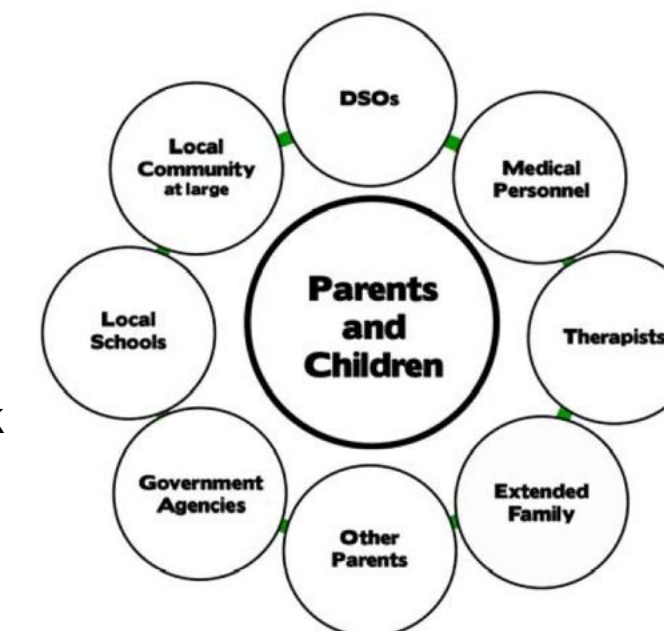 DSOs
Local
Community
at large
Medical
Personnel
Parents
and
Children
Local
Schools
Therapists
Government
Agencies
Extended
Family
Other
Parents